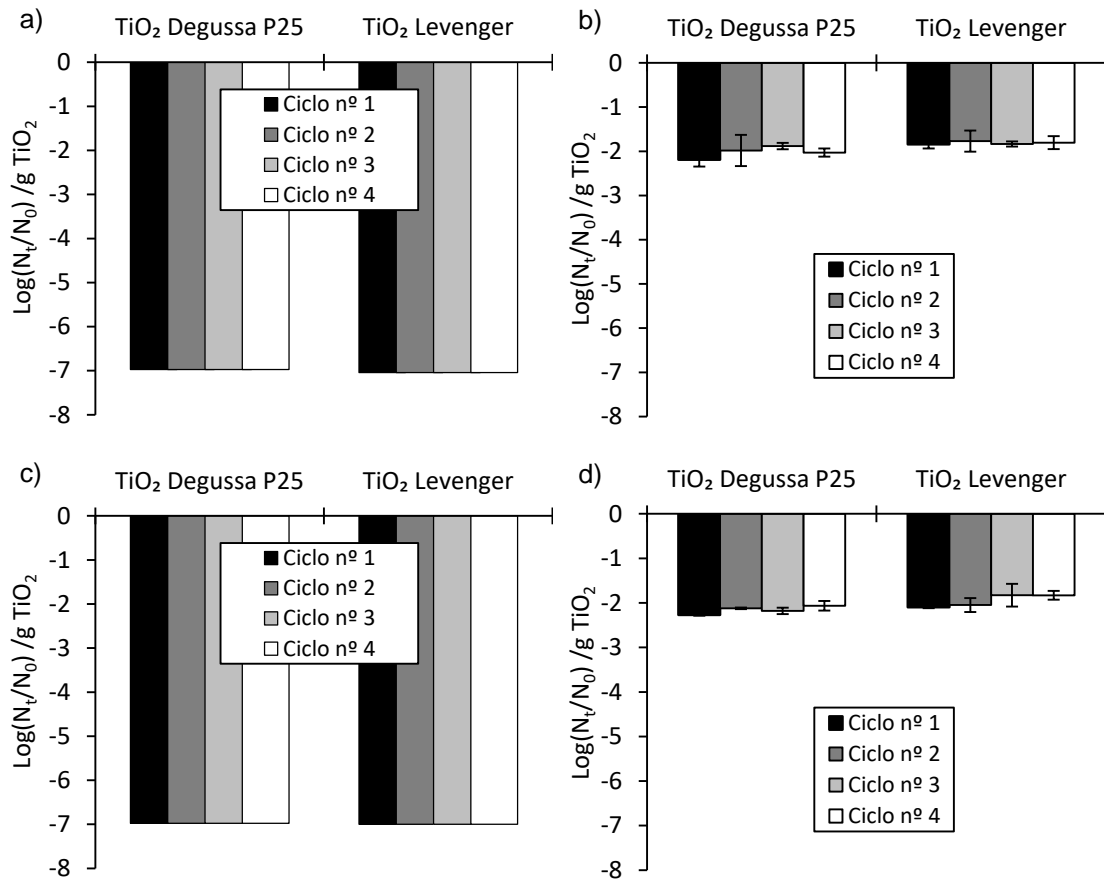 a)
TiO₂ Degussa P25 TiO₂ Levenger
0
-1
-2
-3
-4
-5
-6
-7
-8
Log(Nₜ/N₀) /g TiO₂
Ciclo nº 1
Ciclo nº 2
Ciclo nº 3
Ciclo nº 4
b)
TiO₂ Degussa P25 TiO₂ Levenger
0
-1
-2
-3
-4
-5
-6
-7
-8
Log(Nₜ/N₀) /g TiO₂
Ciclo nº 1
Ciclo nº 2
Ciclo nº 3
Ciclo nº 4
c)
TiO₂ Degussa P25 TiO₂ Levenger
0
-1
-2
-3
-4
-5
-6
-7
-8
Log(Nₜ/N₀) /g TiO₂
Ciclo nº 1
Ciclo nº 2
Ciclo nº 3
Ciclo nº 4
d)
TiO₂ Degussa P25 TiO₂ Levenger
0
-1
-2
-3
-4
-5
-6
-7
-8
Log(Nₜ/N₀) /g TiO₂
Ciclo nº 1
Ciclo nº 2
Ciclo nº 3
Ciclo nº 4